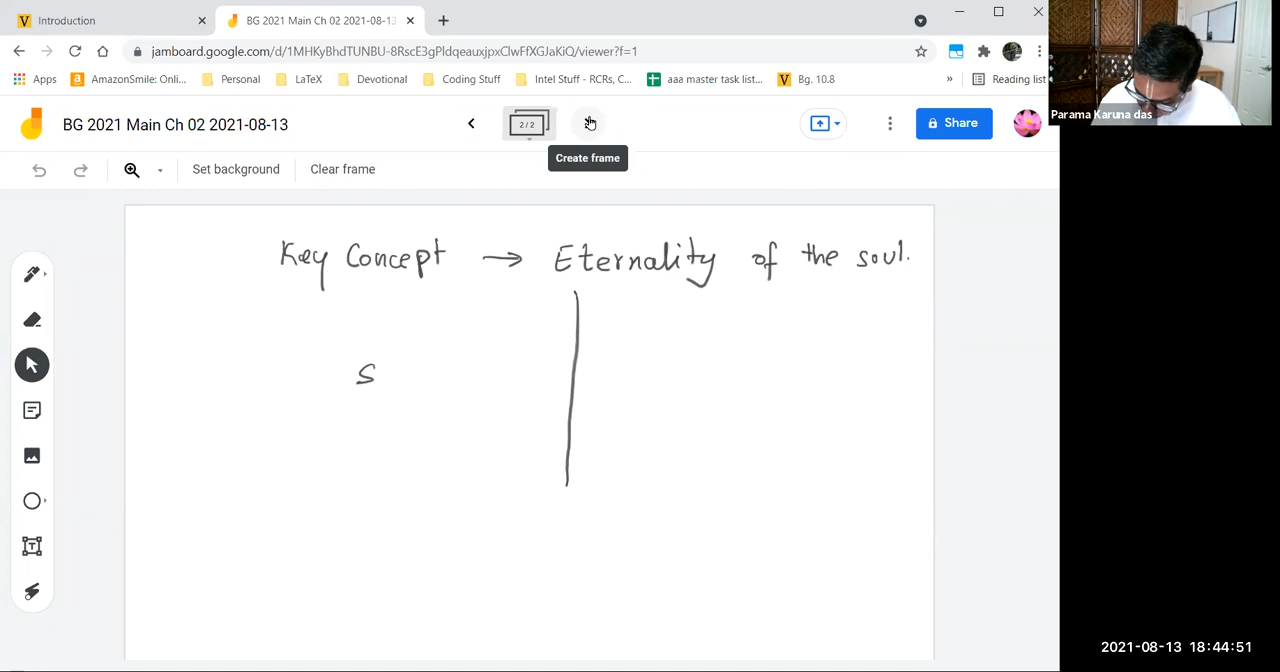 Introduction
BG 2021 Main Ch 02 2021-08-13
jamboard.google.com/d/1MHKyBhdTUNBU-8RscE3gPldqeauxjpxClwFfXGJaKiQ/viewer?f=1
Apps AmazonSmile: Onli... Personal LaTeX Devotional Coding Stuff Intel Stuff - RCRs, C... aaa master task list... Bg. 10.8 » Reading list
Parama Karuna das
BG 2021 Main Ch 02 2021-08-13 2/2 Share
Create frame
Set background Clear frame
Key Concept → Eternality of the soul.
S
2021-08-13 18:44:51